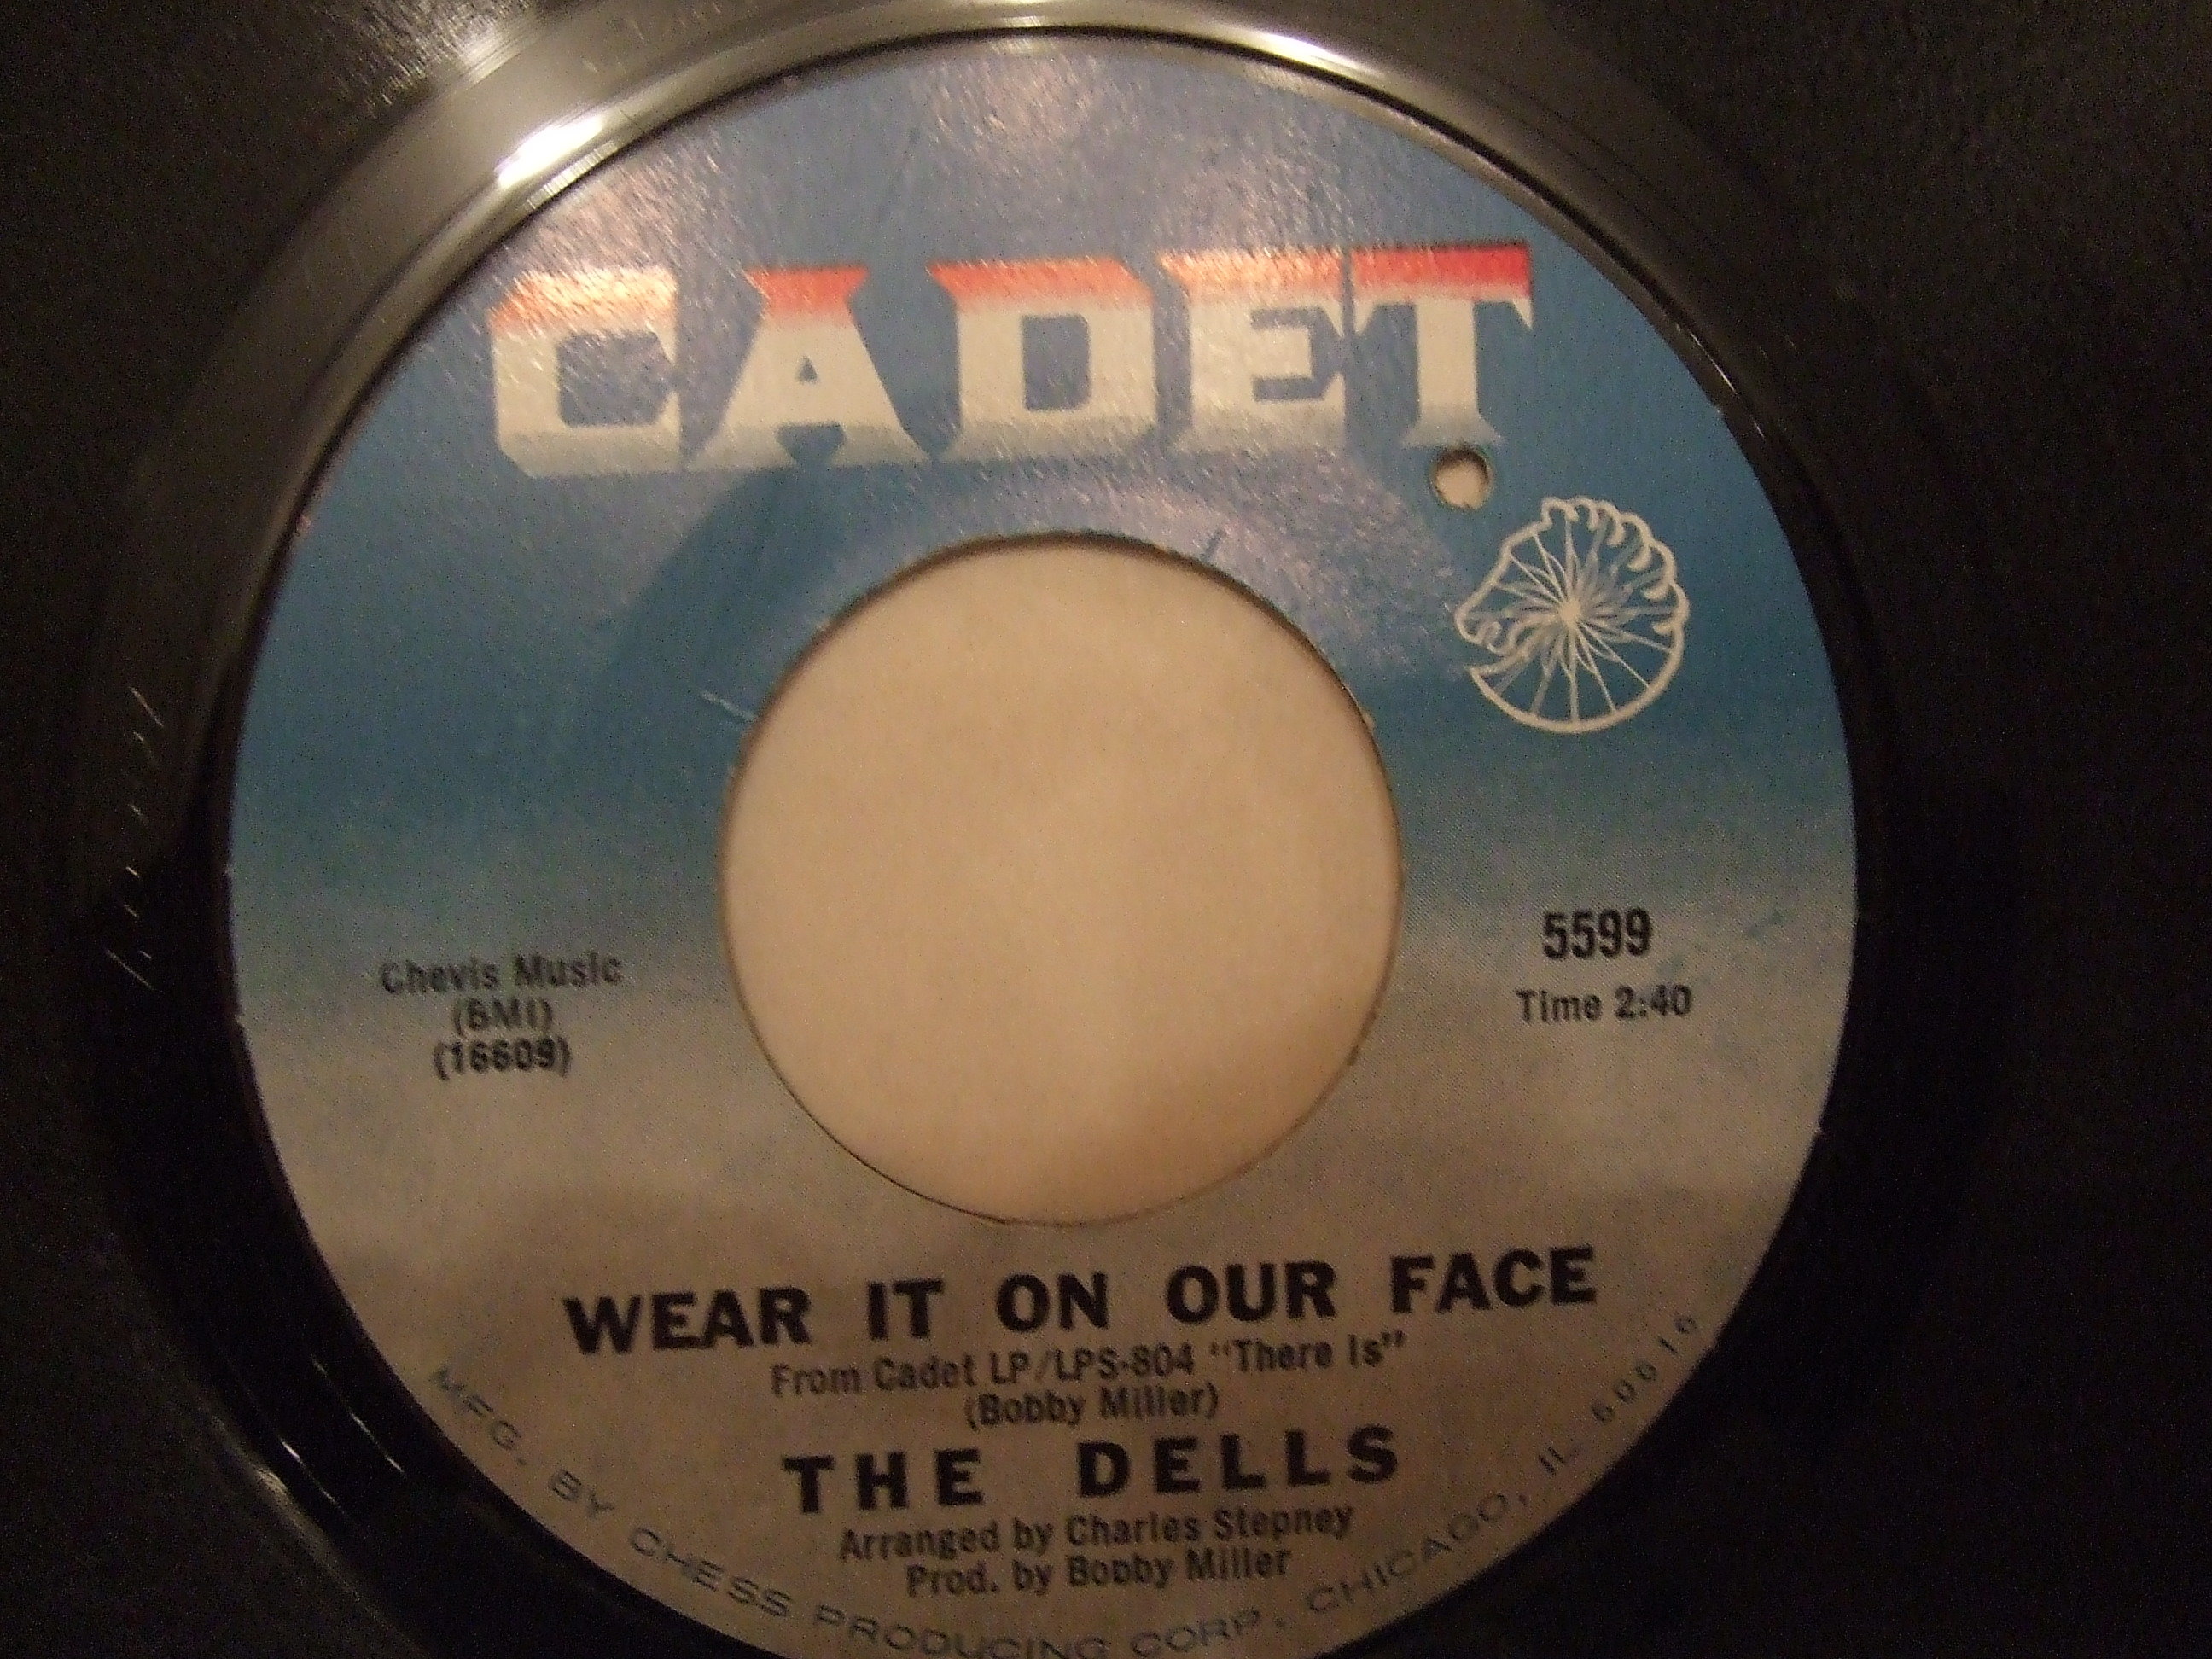 CADET
Chevis Music
(BMI)
(16609)
5599
Time 2:40
WEAR IT ON OUR FACE
From Cadet LP/LPS-804 "There Is"
(Bobby Miller)
THE DELLS
Arranged by Charles Stepney
Prod. by Bobby Miller
MFG. BY CHESS PRODUCING CORP., CHICAGO, IL 60616